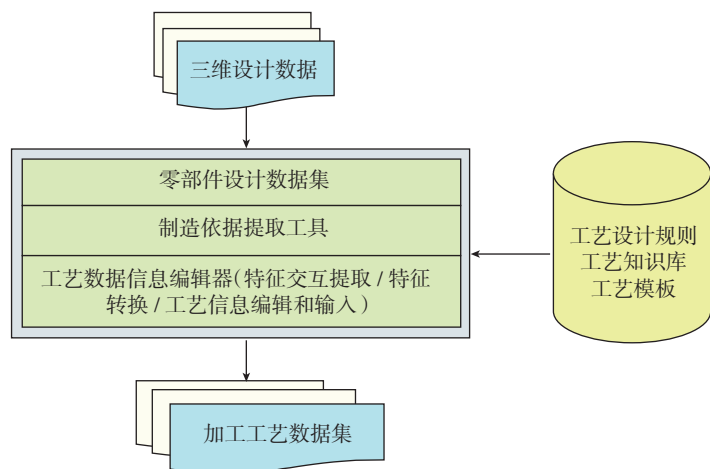 三维设计数据
零部件设计数据集
制造依据提取工具
工艺数据信息编辑器(特征交互提取 / 特征
转换 / 工艺信息编辑和输入)
工艺设计规则
工艺知识库
工艺模板
加工工艺数据集